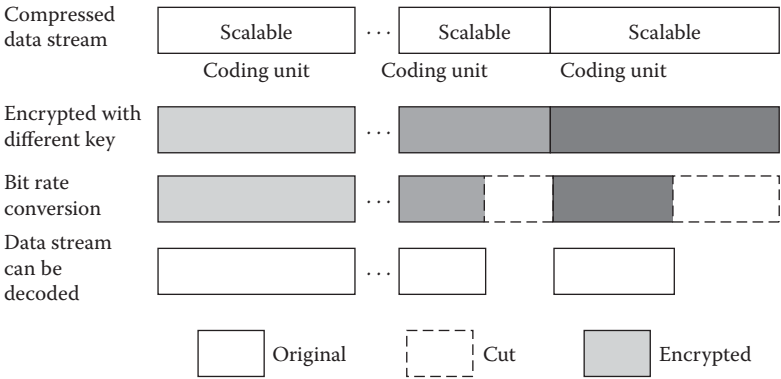 Compressed
data stream
Scalable
. . .
Scalable
Scalable
Coding unit
Coding unit
Coding unit
Encrypted with
different key
. . .
Bit rate
conversion
. . .
Data stream
can be
decoded
. . .
Original
Cut
Encrypted